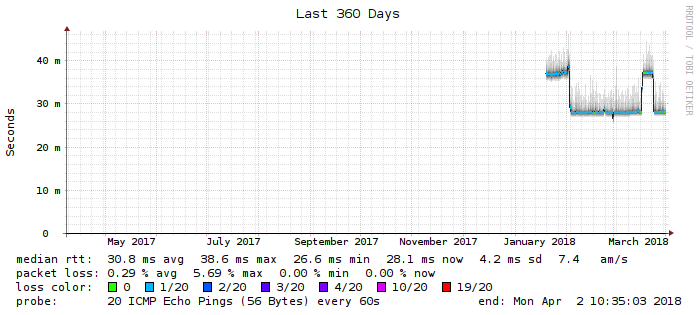 Last 360 Days
RRDTOOL / TOBI OETIKER
Seconds
40 m
30 m
20 m
10 m
0
May 2017 July 2017 September 2017 November 2017 January 2018 March 2018
median rtt: 30.8 ms avg 38.6 ms max 26.6 ms min 28.1 ms now 4.2 ms sd 7.4 am/s
packet loss: 0.29 % avg 5.69 % max 0.00 % min 0.00 % now
loss color: 0 1/20 2/20 3/20 4/20 10/20 19/20
probe: 20 ICMP Echo Pings (56 Bytes) every 60s end: Mon Apr 2 10:35:03 2018